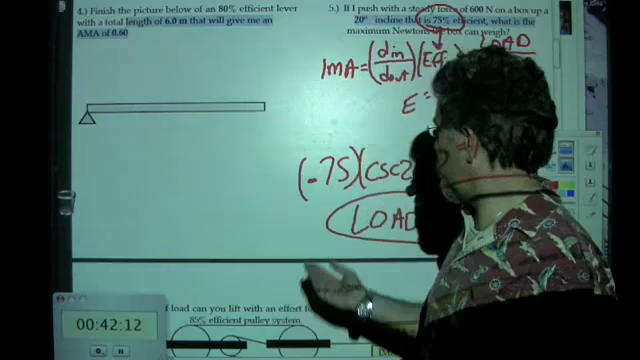 4.) Finish the picture below of an 80% efficient lever
with a total length of 6.0 m that will give me an
AMA of 0.60
5.) If I push with a steady force of 600 N on a box up a
20° incline that is 75% efficient, what is the
maximum Newtons the box can weigh?
IMA = (din/dout)(Eff) LOAD
E =
(.75)(csc2
LOAD
00:42:12
load can you lift with an effort
85% efficient pulley system